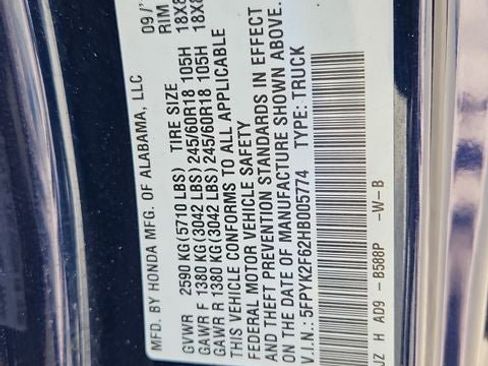 MFD. BY HONDA MFG. OF ALABAMA, LLC 09/
GVWR 2590 KG(5710 LBS) TIRE SIZE RIM
GAWR F 1380 KG(3042 LBS) 245/60R18 105H 18X8
GAWR R 1380 KG(3042 LBS) 245/60R18 105H 18X8
THIS VEHICLE CONFORMS TO ALL APPLICABLE
FEDERAL MOTOR VEHICLE SAFETY
AND THEFT PREVENTION STANDARDS IN EFFECT
ON THE DATE OF MANUFACTURE SHOWN ABOVE.
V.I.N.: 5FPYK2F62HB005774 TYPE: TRUCK
JZ H AD9 - B588P -W-B